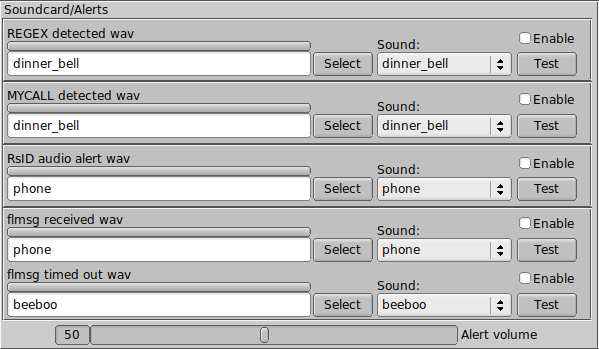 Soundcard/Alerts
REGEX detected wav
Enable
Sound:
dinner_bell Select dinner_bell Test
MYCALL detected wav
Enable
Sound:
dinner_bell Select dinner_bell Test
RsID audio alert wav
Enable
Sound:
phone Select phone Test
flmsg received wav
Enable
Sound:
phone Select phone Test
flmsg timed out wav
Enable
Sound:
beeboo Select beeboo Test
50 Alert volume